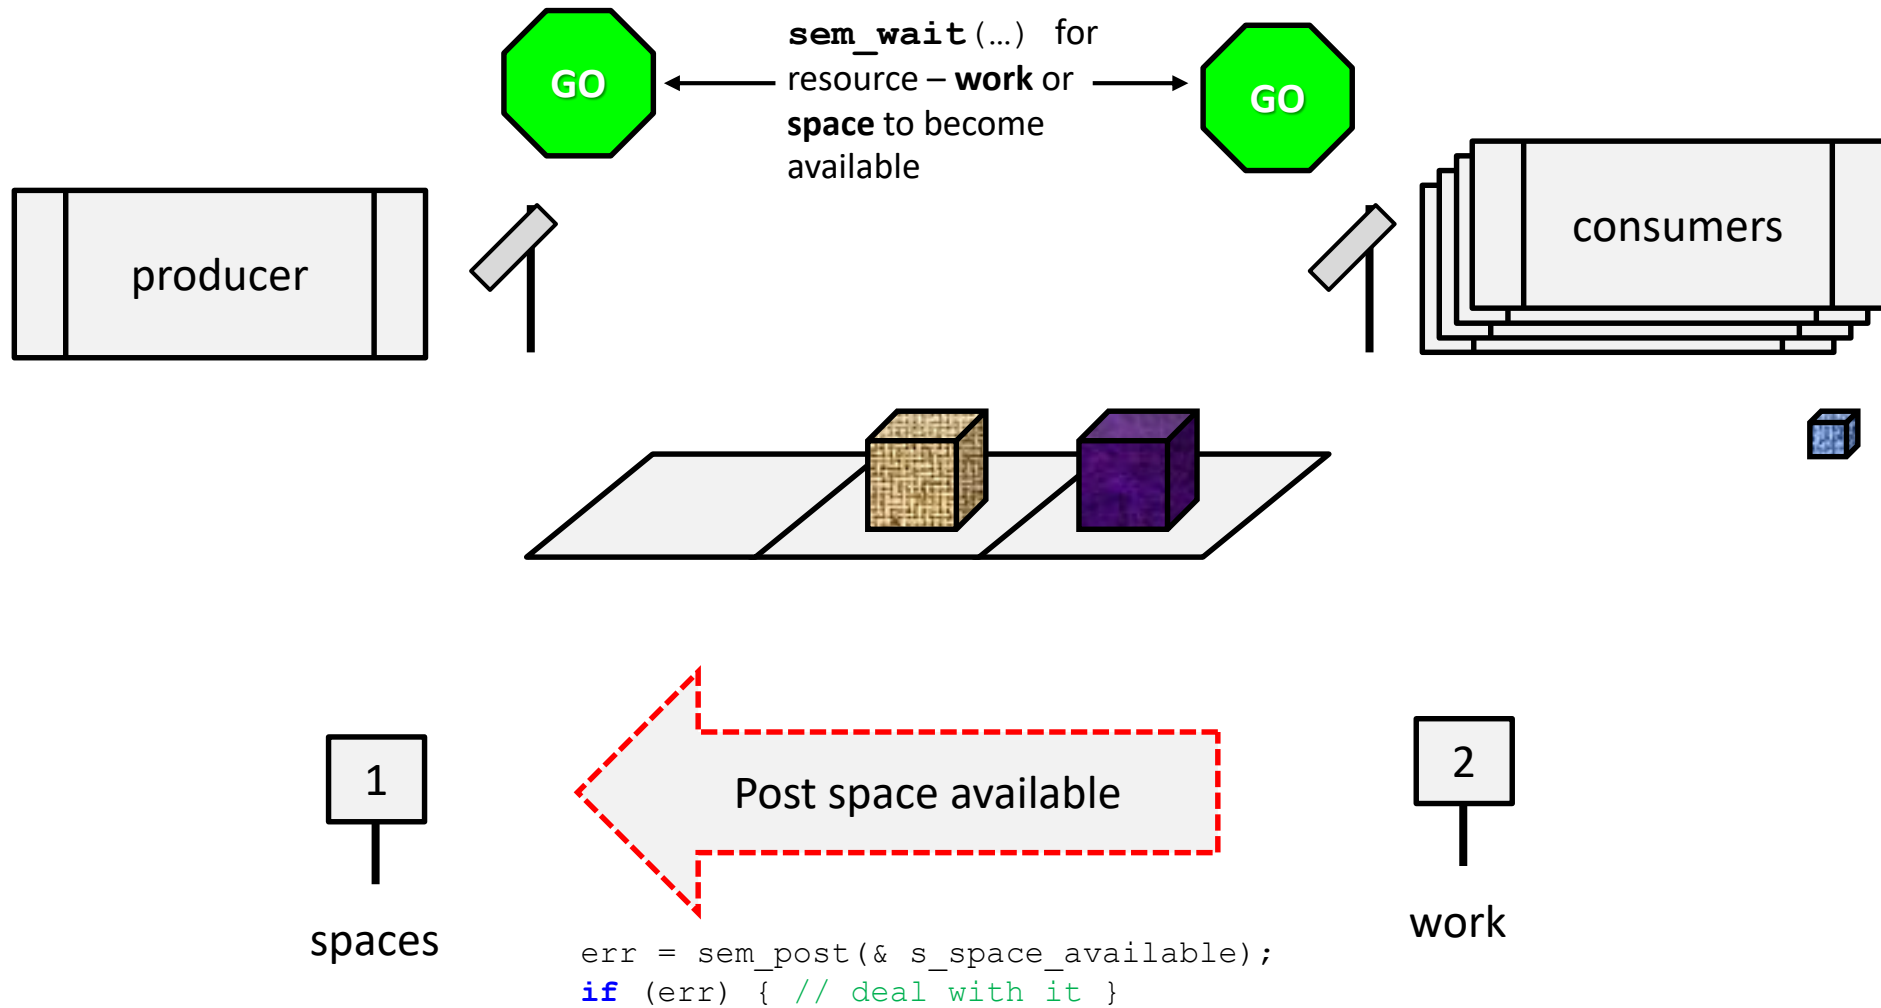 GO
sem_wait(…) for
resource – work or
space to become
available
GO
producer
consumers
1
Post space available
2
spaces
work
err = sem_post(& s_space_available);
if (err) { // deal with it }